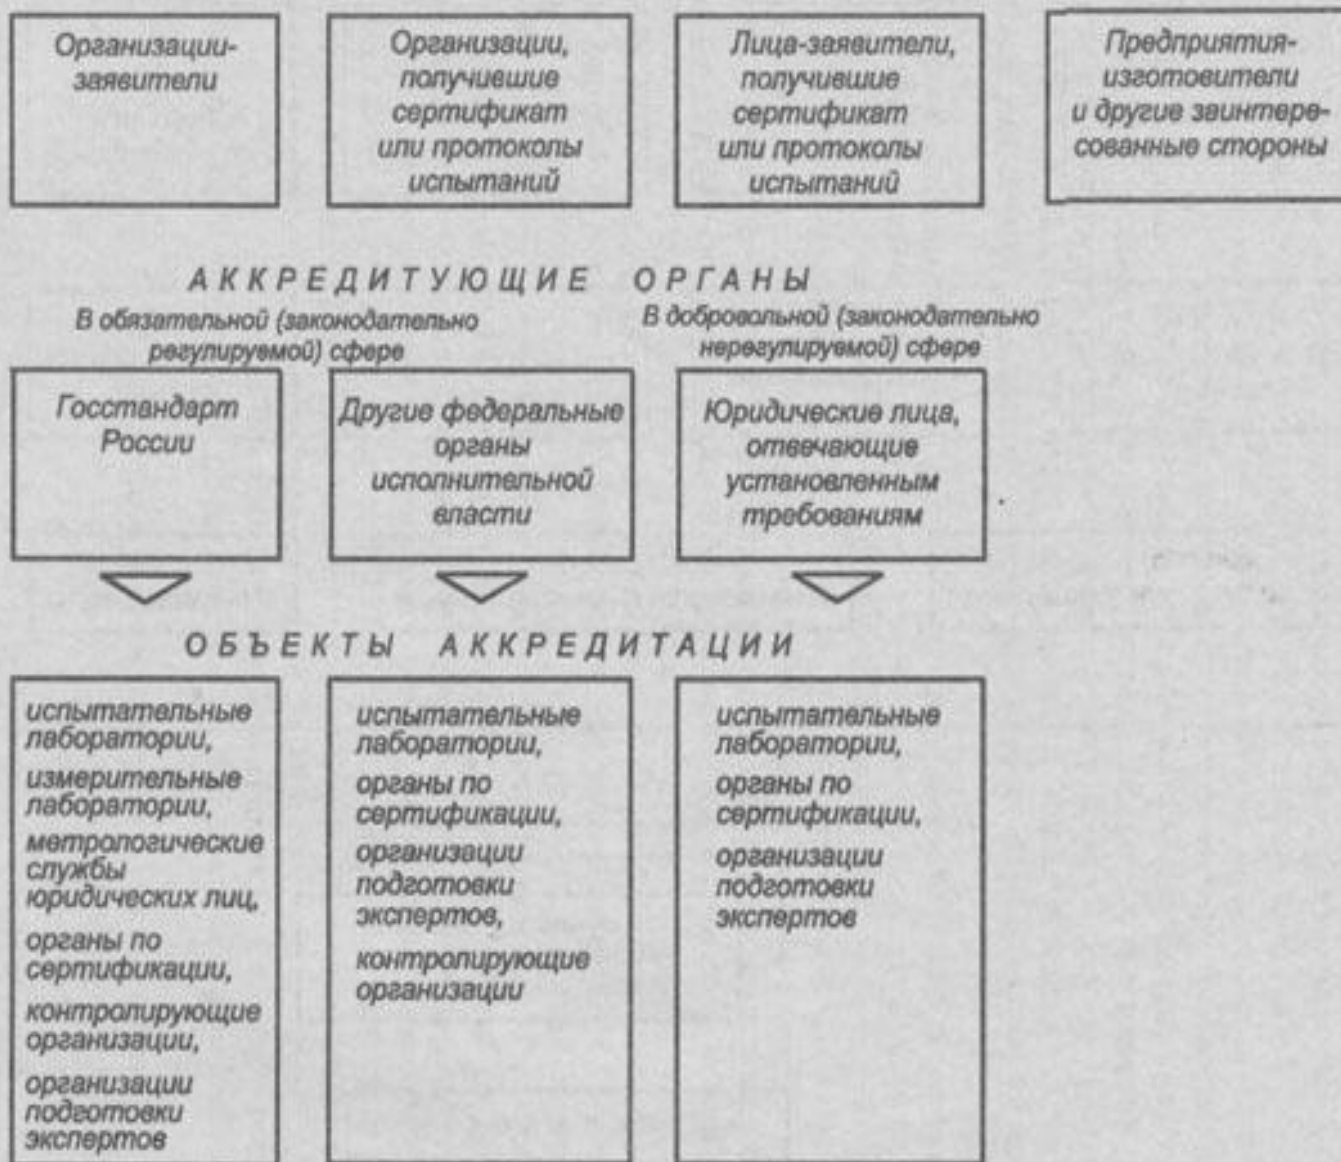 Организации-
заявители
Организации,
получившие
сертификат
или протоколы
испытаний
Лица-заявители,
получившие
сертификат
или протоколы
испытаний
Предприятия-
изготовители
и другие заинтере-
сованные стороны
АККРЕДИТУЮЩИЕ ОРГАНЫ
В обязательной (законодательно
регулируемой) сфере
В добровольной (законодательно
нерегулируемой) сфере
Госстандарт
России
Другие федеральные
органы
исполнительной
власти
Юридические лица,
отвечающие
установленным
требованиям
ОБЪЕКТЫ АККРЕДИТАЦИИ
испытательные
лаборатории,
измерительные
лаборатории,
метрологические
службы
юридических лиц,
органы по
сертификации,
контролирующие
организации,
организации
подготовки
экспертов
испытательные
лаборатории,
органы по
сертификации,
организации
подготовки
экспертов,
контролирующие
организации
испытательные
лаборатории,
органы по
сертификации,
организации
подготовки
экспертов